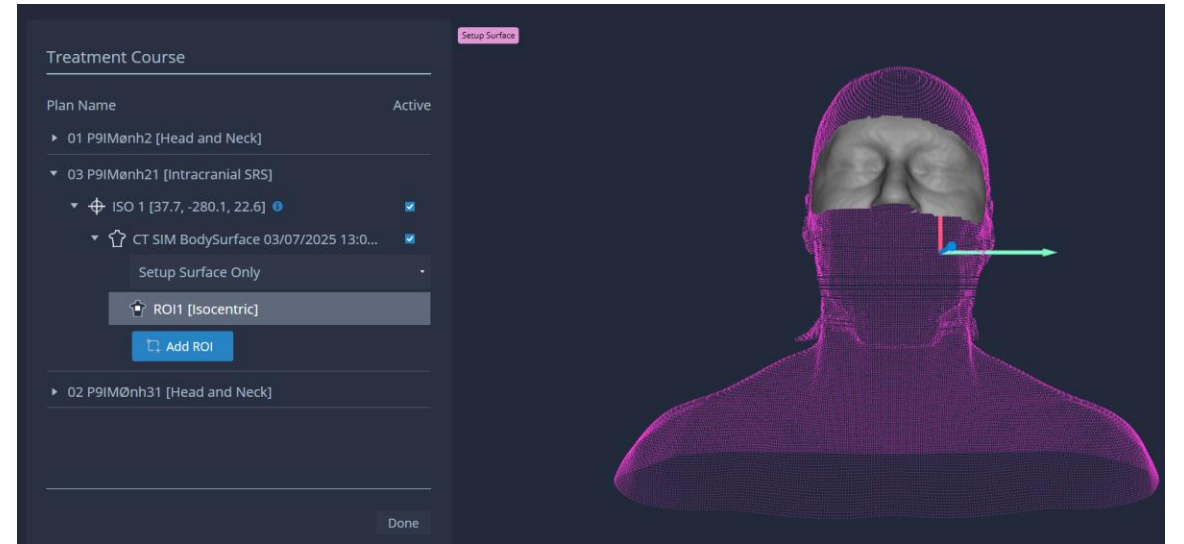 Setup Surface
Treatment Course
Plan Name Active
01 P9IMønh2 [Head and Neck]
03 P9IMønh21 [Intracranial SRS]
ISO 1 [37.7, -280.1, 22.6]
CT SIM BodySurface 03/07/2025 13:0...
Setup Surface Only
ROI1 [Isocentric]
Add ROI
02 P9IMØnh31 [Head and Neck]
Done